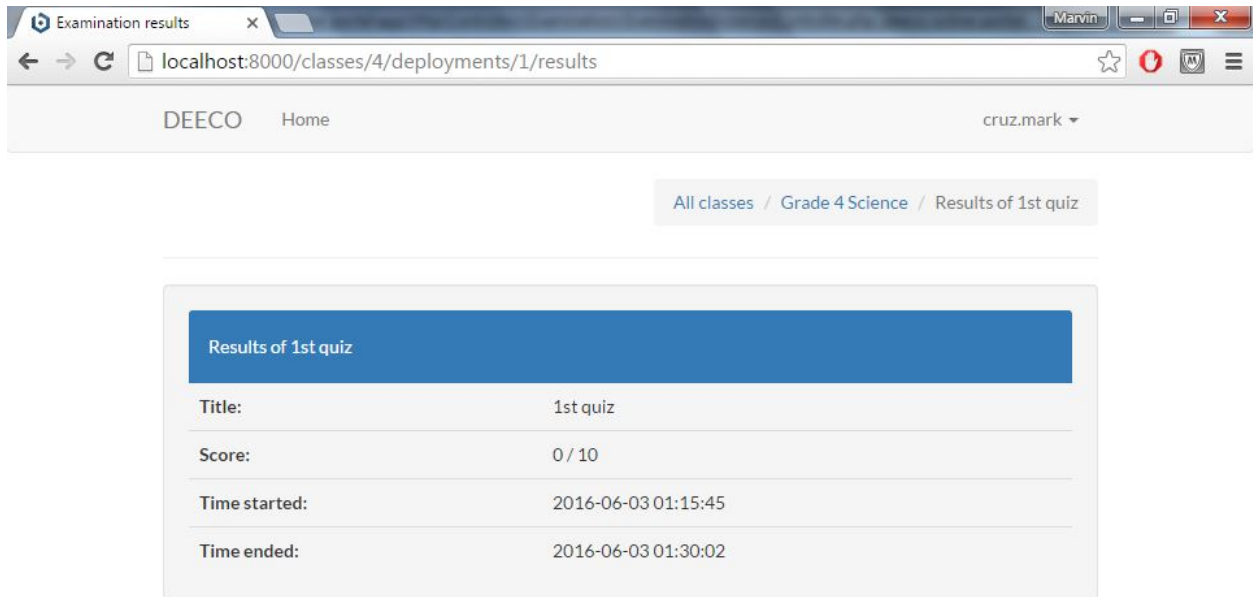 Examination results
Marvin
localhost:8000/classes/4/deployments/1/results
DEECO Home cruz.mark
All classes / Grade 4 Science / Results of 1st quiz
Results of 1st quiz
Title: 1st quiz
Score: 0 / 10
Time started: 2016-06-03 01:15:45
Time ended: 2016-06-03 01:30:02